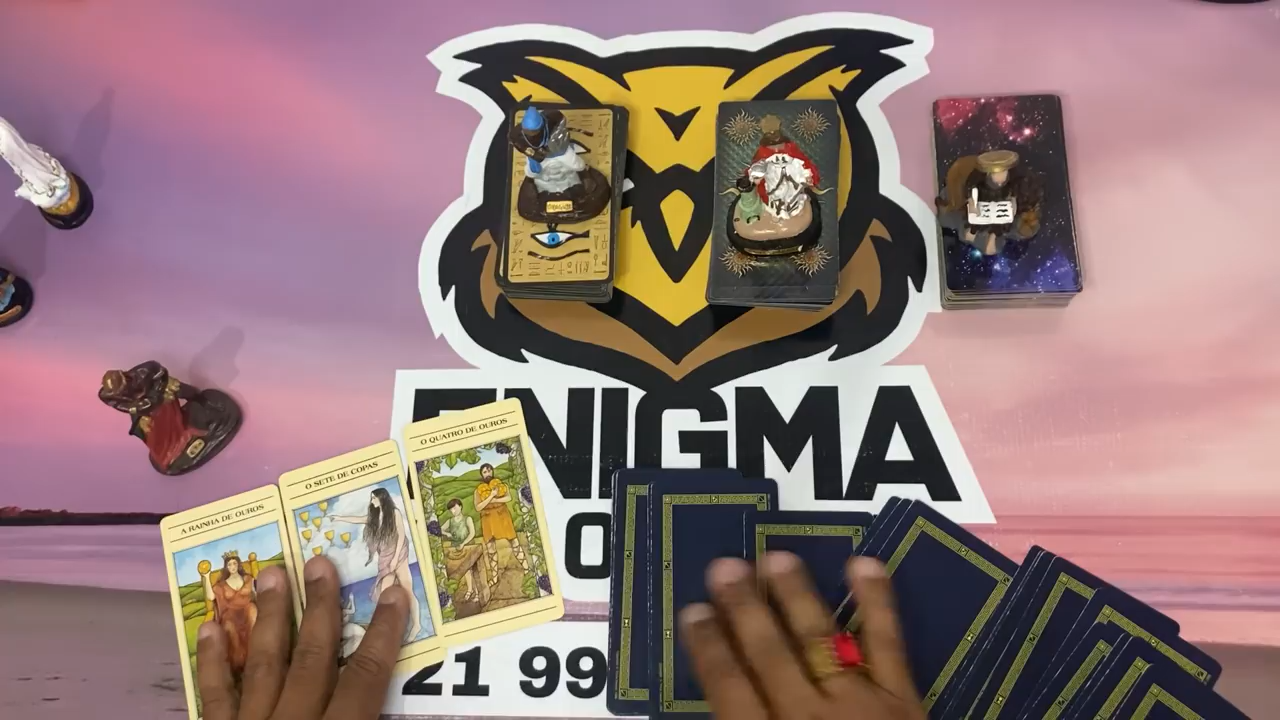 ENIGMA
O QUATRO DE OUROS
O SETE DE COPAS
A RAINHA DE OUROS
O
21 99